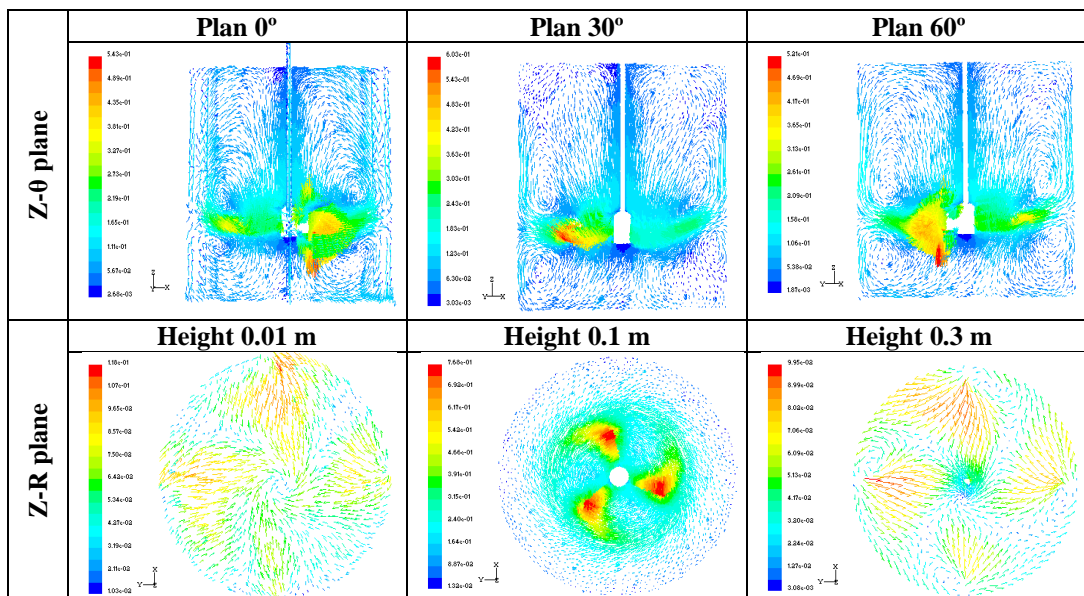 Plan 0º
Plan 30º
Plan 60º
Z-θ plane
5.43e-01
4.89e-01
4.35e-01
3.81e-01
3.27e-01
2.73e-01
2.19e-01
1.65e-01
1.11e-01
5.67e-02
2.68e-03
Z
Y X
6.03e-01
5.43e-01
4.83e-01
4.23e-01
3.63e-01
3.03e-01
2.43e-01
1.83e-01
1.23e-01
6.30e-02
3.03e-03
Z
Y X
5.21e-01
4.69e-01
4.17e-01
3.65e-01
3.13e-01
2.61e-01
2.09e-01
1.58e-01
1.06e-01
5.38e-02
1.87e-03
Z
Y X
Height 0.01 m
Height 0.1 m
Height 0.3 m
Z-R plane
1.18e-01
1.07e-01
9.65e-02
8.57e-02
7.50e-02
6.42e-02
5.34e-02
4.27e-02
3.19e-02
2.11e-02
1.03e-02
X
Y Z
7.68e-01
6.92e-01
6.17e-01
5.42e-01
4.66e-01
3.91e-01
3.15e-01
2.40e-01
1.64e-01
8.87e-02
1.32e-02
X
Y Z
9.95e-02
8.99e-02
8.02e-02
7.06e-02
6.09e-02
5.13e-02
4.17e-02
3.20e-02
2.24e-02
1.27e-02
3.08e-03
X
Y Z